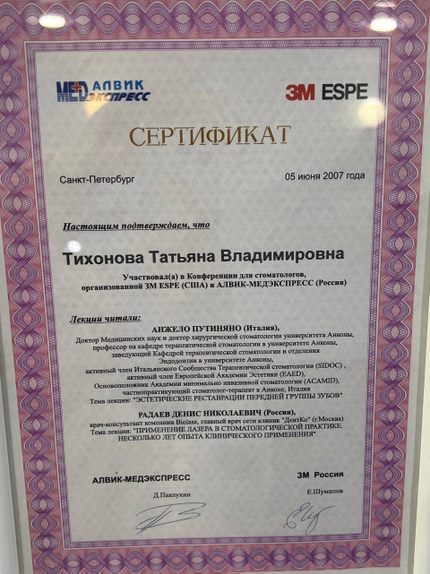 МЕД АЛВИК
ЭКСПРЕСС
3M ESPE
СЕРТИФИКАТ
Санкт-Петербург 05 июня 2007 года
Настоящим подтверждаем, что
Тихонова Татьяна Владимировна
Участвовал(а) в Конференции для стоматологов,
организованной 3M ESPE (США) и АЛВИК-МЕДЭКСПРЕСС (Россия)
Лекции читали:
АНЖЕЛО ПУТИНЯНО (Италия),
Доктор Медицинских наук и доктор хирургической стоматологии университета Анконы,
профессор на кафедре терапевтической стоматологии в университете Анконы,
заведующий Кафедрой терапевтической стоматологии и отделения
Эндодонтии в университете Анконы,
активный член Итальянского Сообщества Терапевтической стоматологии (SIDOC) ,
активный член Европейской Академии Эстетики (EAED),
Основоположник Академии минимально инвазивной стоматологии (ACAMID),
частнопрактикующий стоматолог-терапевт в Анконе, Италия
Тема лекции: "ЭСТЕТИЧЕСКИЕ РЕСТАВРАЦИИ ПЕРЕДНЕЙ ГРУППЫ ЗУБОВ"
РАДАЕВ ДЕНИС НИКОЛАЕВИЧ (Россия),
врач-консультант компании Biolase, главный врач сети клиник "ДентКо" (г.Москва)
Тема лекции: "ПРИМЕНЕНИЕ ЛАЗЕРА В СТОМАТОЛОГИЧЕСКОЙ ПРАКТИКЕ.
НЕСКОЛЬКО ЛЕТ ОПЫТА КЛИНИЧЕСКОГО ПРИМЕНЕНИЯ"
АЛВИК-МЕДЭКСПРЕСС 3M Россия
Д.Павлухин Е.Шумилов